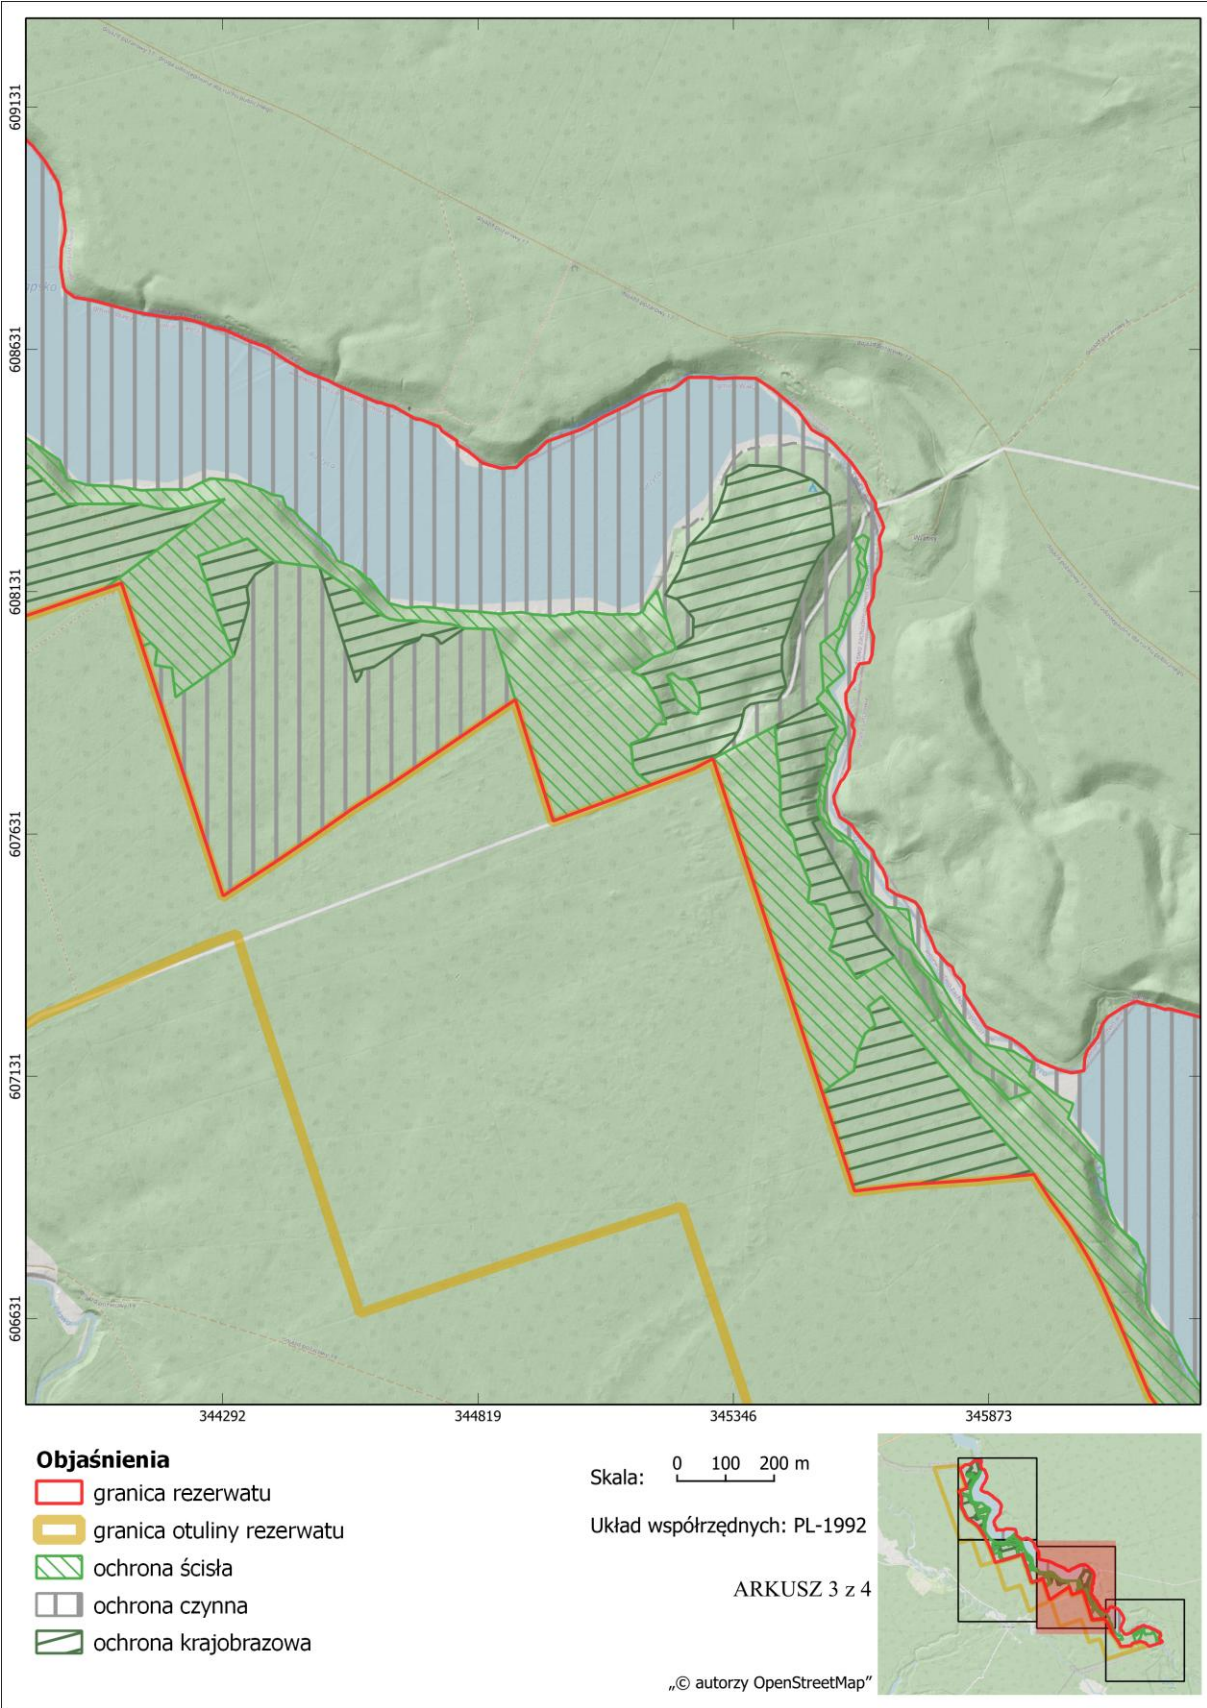 609131
608631
608131
607631
607131
606631
344292
344819
345346
345873
Objaśnienia
granica rezerwatu
granica otuliny rezerwatu
ochrona ścisła
ochrona czynna
ochrona krajobrazowa
Skala:
0 100 200 m
Układ współrzędnych: PL-1992
ARKUSZ 3 z 4
„© autorzy OpenStreetMap”